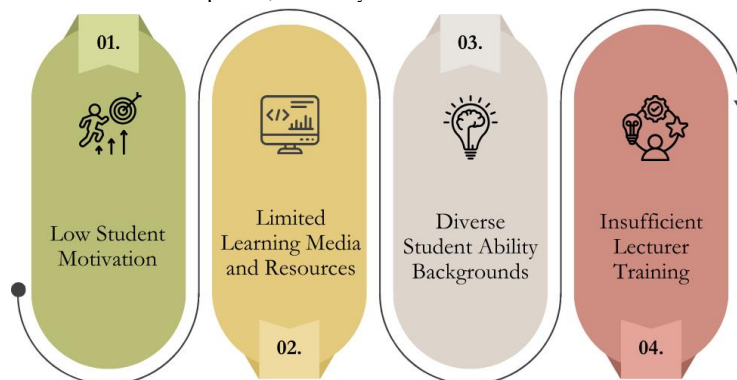 01.
Low Student
Motivation
Limited
Learning Media
and Resources
02.
03.
Diverse
Student Ability
Backgrounds
Insufficient
Lecturer
Training
04.